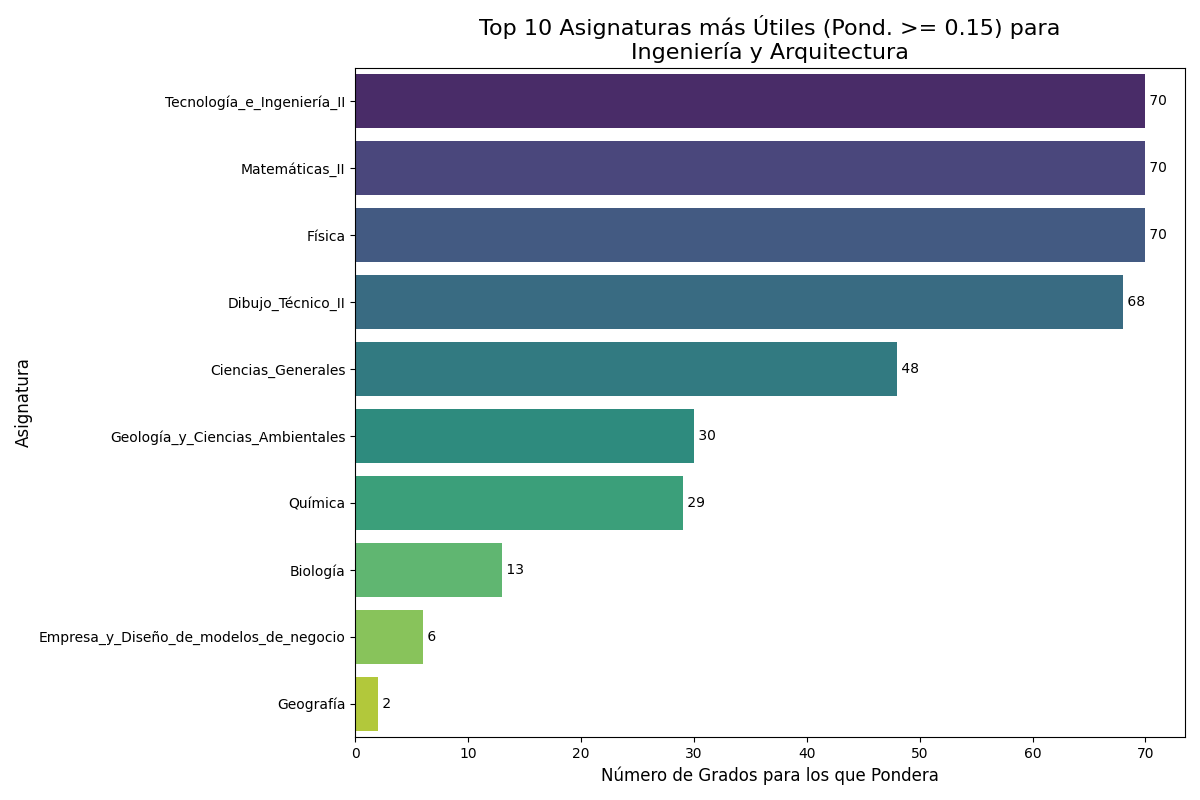 Top 10 Asignaturas más Útiles (Pond. >= 0.15) para
Ingeniería y Arquitectura
Asignatura
Tecnología_e_Ingeniería_II 70
Matemáticas_II 70
Física 70
Dibujo_Técnico_II 68
Ciencias_Generales 48
Geología_y_Ciencias_Ambientales 30
Química 29
Biología 13
Empresa_y_Diseño_de_modelos_de_negocio 6
Geografía 2
0 10 20 30 40 50 60 70
Número de Grados para los que Pondera